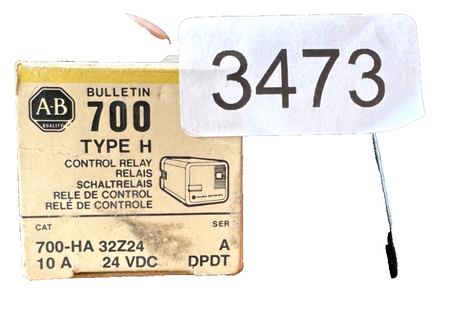 3473
A-B
QUALITY
BULLETIN
700
TYPE H
CONTROL RELAY
RELAIS
SCHALTRELAIS
RELE DE CONTROL
RELÉ DE CONTROLE
CAT SER
700-HA 32Z24 A
10 A 24 VDC DPDT